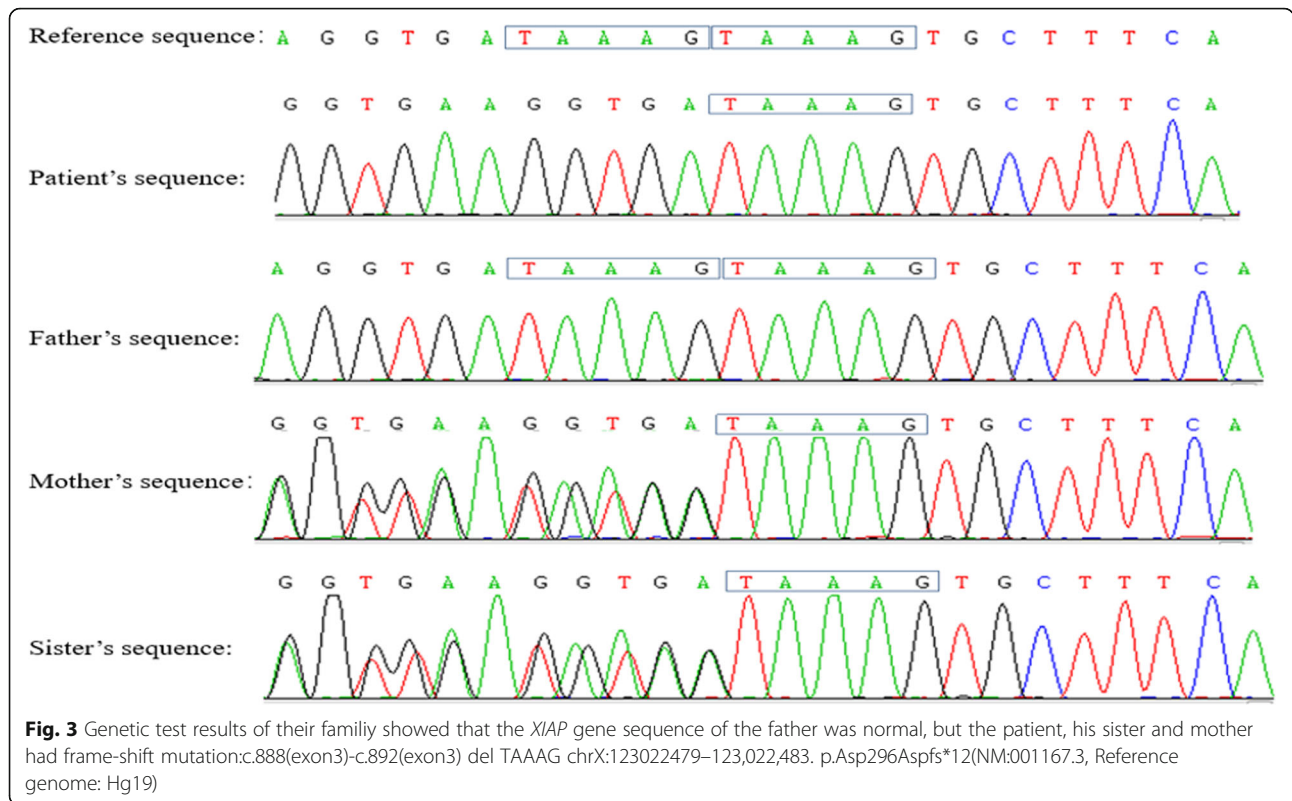 Reference sequence: A G G T G A T A A A G T A A A G T G C T T T C A
G G T G A A G G T G A T A A A G T G C T T T C A
Patient's sequence:
A G G T G A T A A A G T A A A G T G C T T T C A
Father's sequence:
G G T G A A G G T G A T A A A G T G C T T T C A
Mother's sequence:
G G T G A A G G T G A T A A A G T G C T T T C A
Sister's sequence:
Fig. 3 Genetic test results of their familiy showed that the XIAP gene sequence of the father was normal, but the patient, his sister and mother
had frame-shift mutation:c.888(exon3)-c.892(exon3) del TAAAG chrX:123022479–123,022,483. p.Asp296Aspfs*12(NM:001167.3, Reference
genome: Hg19)